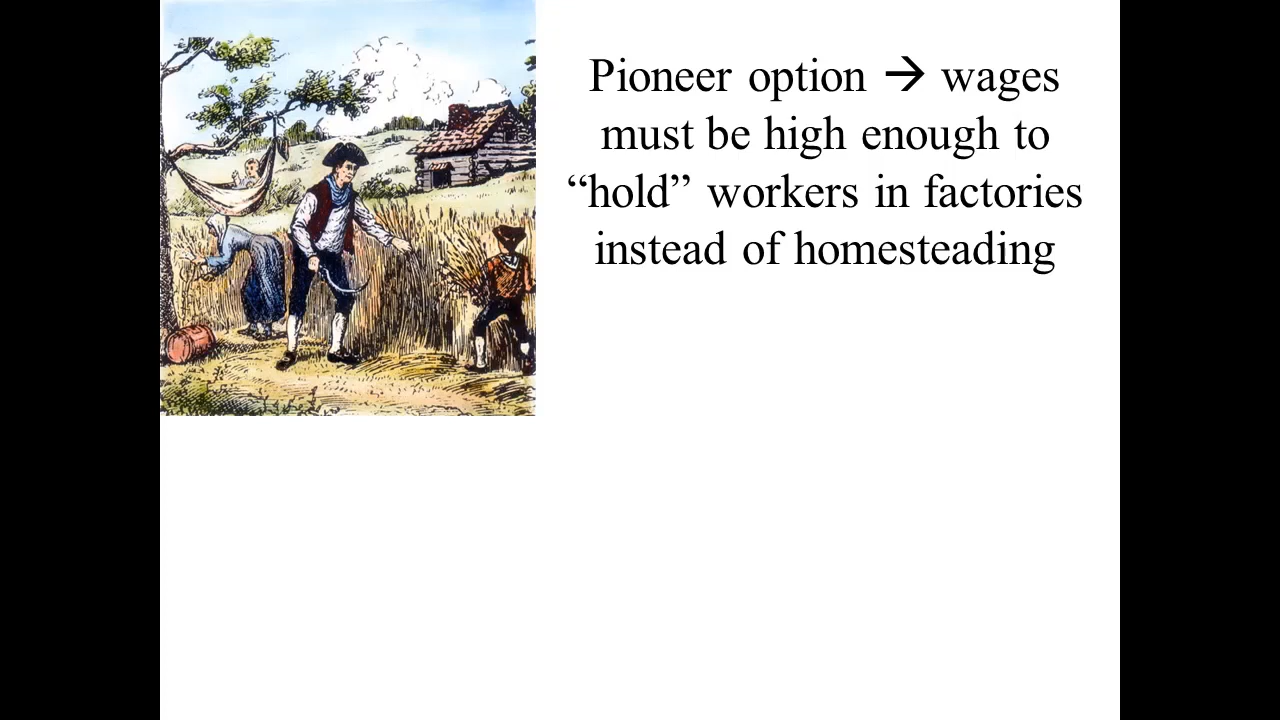 Pioneer option → wages
must be high enough to
“hold” workers in factories
instead of homesteading